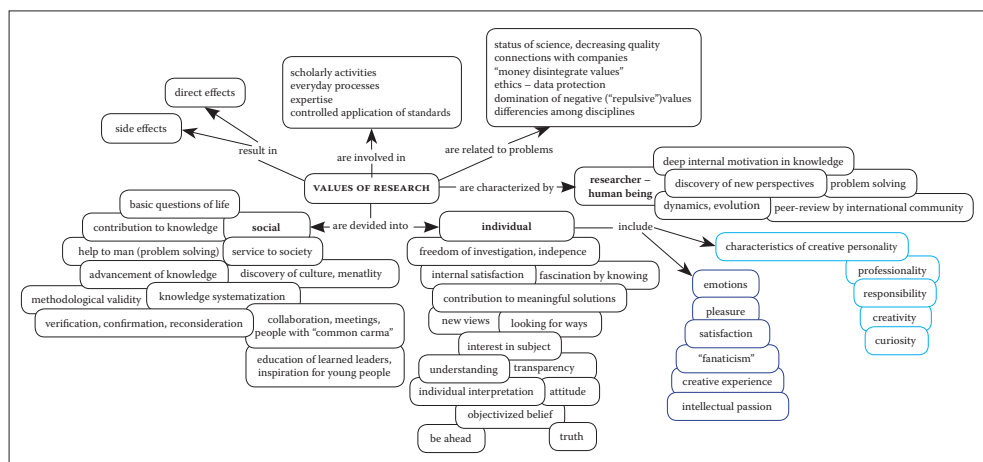 status of science, decreasing quality
connections with companies
“money disintegrate values”
ethics – data protection
domination of negative (“repulsive”)values
differencies among disciplines
scholarly activities
everyday processes
expertise
controlled application of standards
direct effects
side effects
result in
are involved in
are related to problems
VALUES OF RESEARCH
are characterized by
researcher –
human being
deep internal motivation in knowledge
discovery of new perspectives
problem solving
dynamics, evolution
peer-review by international community
are devided into
social
basic questions of life
contribution to knowledge
help to man (problem solving)
service to society
advancement of knowledge
discovery of culture, menatlity
methodological validity
knowledge systematization
verification, confirmation, reconsideration
collaboration, meetings,
people with “common carma”
education of learned leaders,
inspiration for young people
individual
freedom of investigation, indepence
internal satisfaction
fascination by knowing
contribution to meaningful solutions
new views
looking for ways
interest in subject
understanding
transparency
individual interpretation
attitude
objectivized belief
be ahead
truth
include
characteristics of creative personality
professionality
responsibility
creativity
curiosity
emotions
pleasure
satisfaction
“fanaticism”
creative experience
intellectual passion